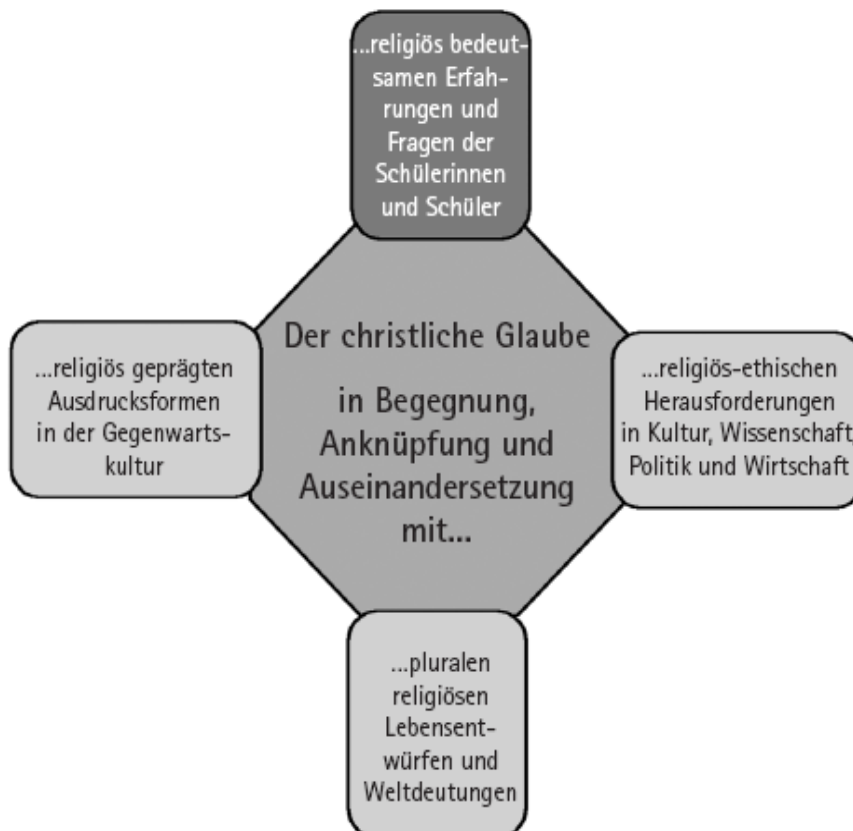 ...religiös bedeut-
samen Erfah-
rungen und
Fragen der
Schülerinnen
und Schüler
Der christliche Glaube
in Begegnung,
Anknüpfung und
Auseinandersetzung
mit...
...religiös geprägten
Ausdrucksformen
in der Gegenwarts-
kultur
...religiös-ethischen
Herausforderungen
in Kultur, Wissenschaft,
Politik und Wirtschaft
...pluralen
religiösen
Lebensent-
würfen und
Weltdeutungen